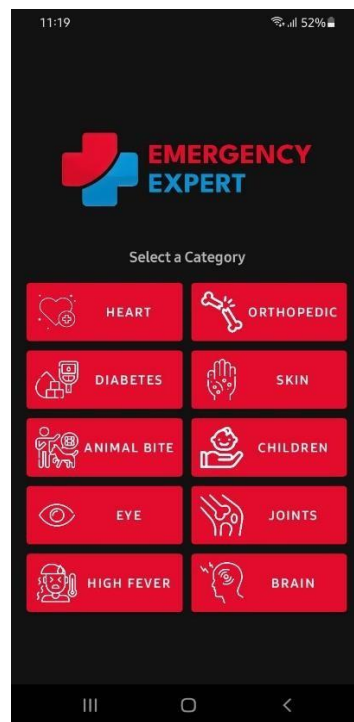 11:19 52%
EMERGENCY
EXPERT
Select a Category
HEART ORTHOPEDIC
DIABETES SKIN
ANIMAL BITE CHILDREN
EYE JOINTS
HIGH FEVER BRAIN